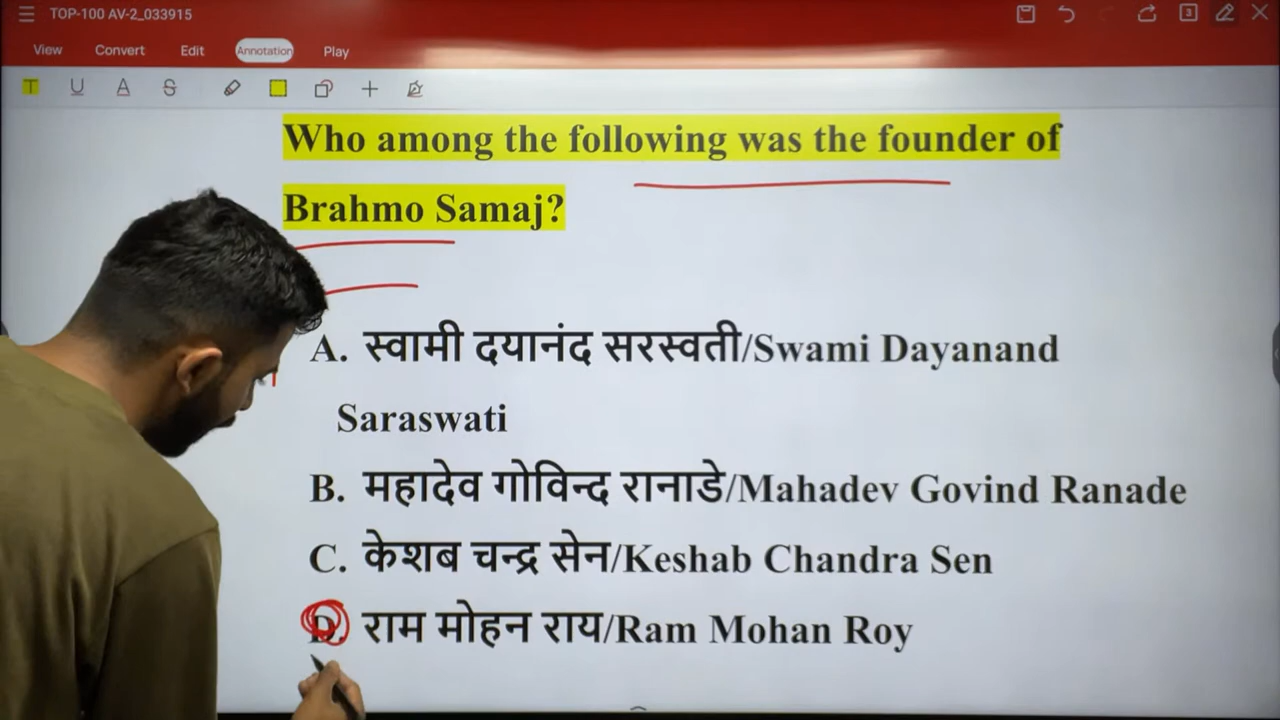 TOP-100 AV-2_033915
3
View Convert Edit Annotation Play
T U A S
Who among the following was the founder of
Brahmo Samaj?
A. स्वामी दयानंद सरस्वती/Swami Dayanand
Saraswati
B. महादेव गोविन्द रानाडे/Mahadev Govind Ranade
C. केशब चन्द्र सेन/Keshab Chandra Sen
D. राम मोहन राय/Ram Mohan Roy